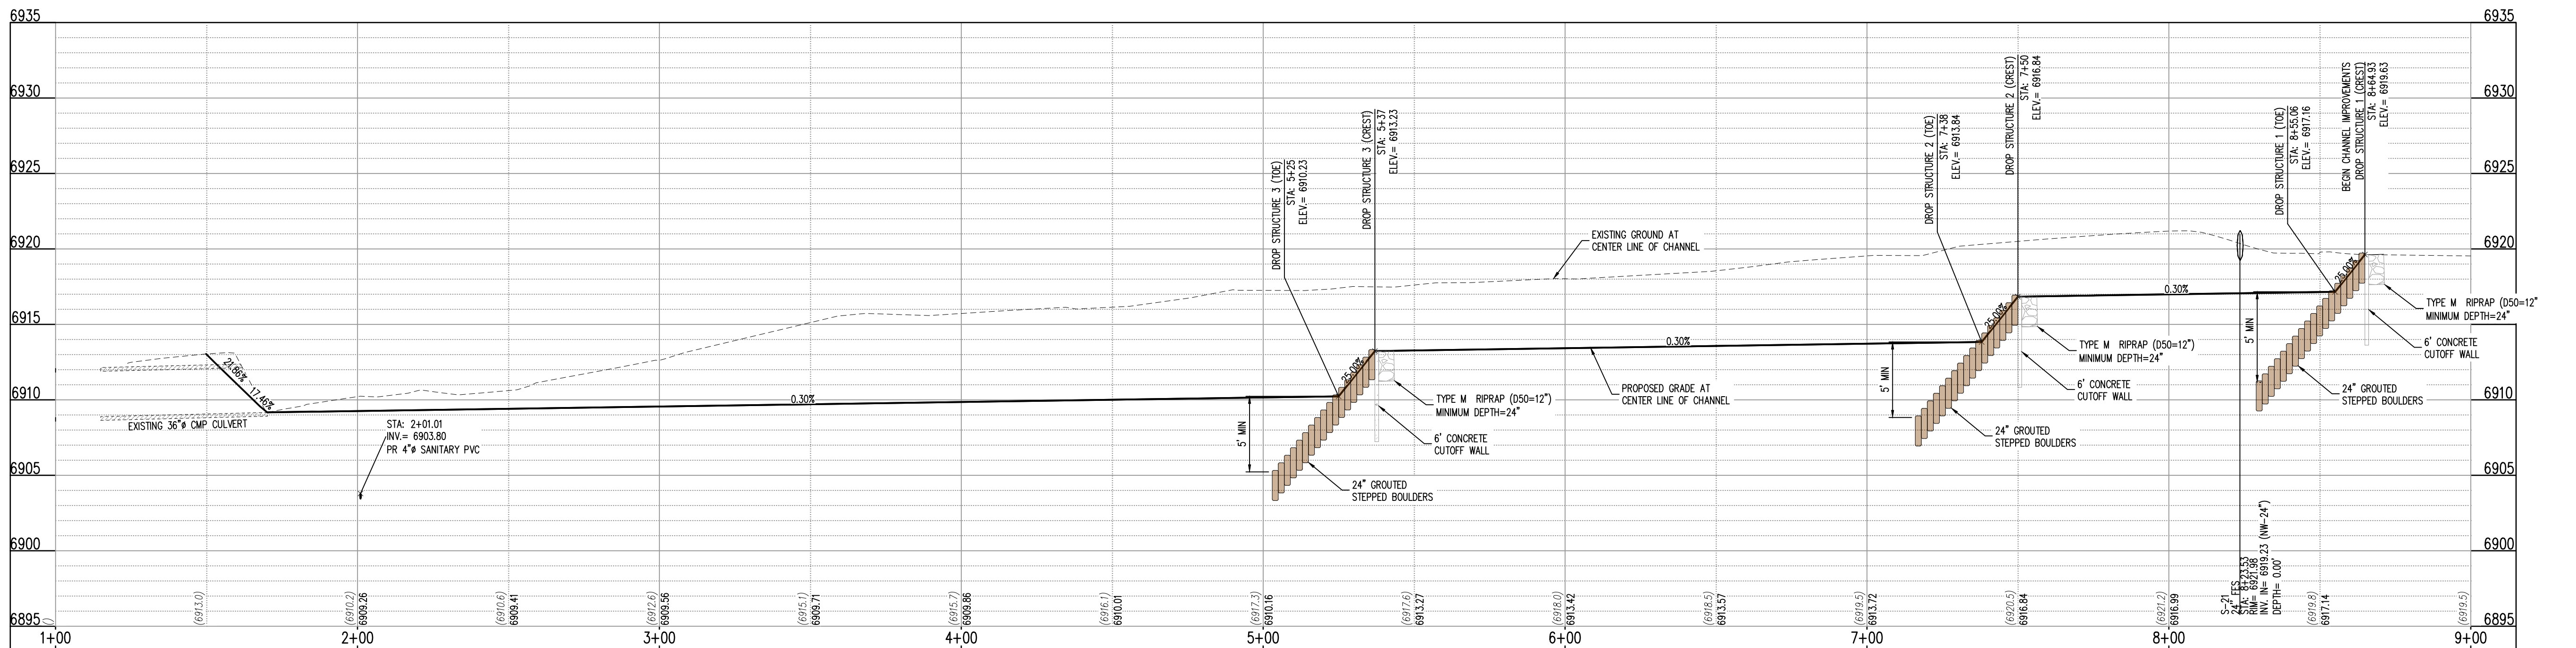 6935
6930
6925
6920
6915
6910
6905
6900
6895
6935
6930
6925
6920
6915
6910
6905
6900
6895
21.66%
17.46%
EXISTING 36"ø CMP CULVERT
STA: 2+01.01
INV.= 6903.80
PR 4"ø SANITARY PVC
0.30%
DROP STRUCTURE 3 (TOE)
STA: 5+25
ELEV.= 6910.23
DROP STRUCTURE 3 (CREST)
STA: 5+37
ELEV.= 6913.23
25.00%
5' MIN
TYPE M RIPRAP (D50=12")
MINIMUM DEPTH=24"
6' CONCRETE
CUTOFF WALL
24" GROUTED
STEPPED BOULDERS
EXISTING GROUND AT
CENTER LINE OF CHANNEL
0.30%
PROPOSED GRADE AT
CENTER LINE OF CHANNEL
DROP STRUCTURE 2 (TOE)
STA: 7+38
ELEV.= 6913.84
DROP STRUCTURE 2 (CREST)
STA: 7+50
ELEV.= 6916.84
25.00%
5' MIN
TYPE M RIPRAP (D50=12")
MINIMUM DEPTH=24"
6' CONCRETE
CUTOFF WALL
24" GROUTED
STEPPED BOULDERS
0.30%
DROP STRUCTURE 1 (TOE)
STA: 8+55.06
ELEV.= 6917.16
BEGIN CHANNEL IMPROVEMENTS
DROP STRUCTURE 1 (CREST)
STA: 8+64.93
ELEV.= 6919.63
25.00%
5' MIN
TYPE M RIPRAP (D50=12"
MINIMUM DEPTH=24"
6' CONCRETE
CUTOFF WALL
24" GROUTED
STEPPED BOULDERS
S-21
24" FES
STA: 8+23.53
RIM= 6921.98
INV. IN= 6919.23 (NW-24")
DEPTH= 0.00'
()
(6913.0)
(6910.2)
6909.26
(6910.6)
6909.41
(6912.6)
6909.56
(6915.1)
6909.71
(6915.7)
6909.86
(6916.1)
6910.01
(6917.3)
6910.16
(6917.6)
6913.27
(6918.0)
6913.42
(6918.5)
6913.57
(6919.5)
6913.72
(6920.5)
6916.84
(6921.2)
6916.99
(6919.8)
6917.14
(6919.5)
1+00
2+00
3+00
4+00
5+00
6+00
7+00
8+00
9+00